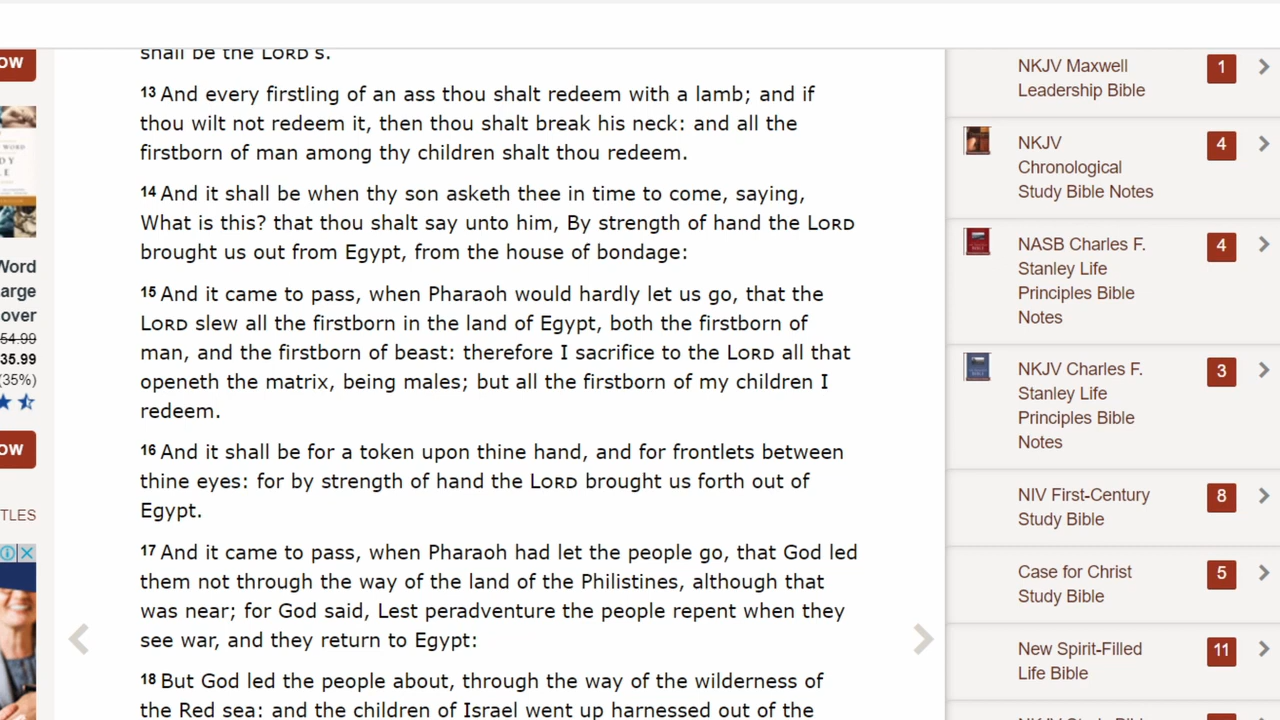 shall be the LORD's.
13 And every firstling of an ass thou shalt redeem with a lamb; and if
thou wilt not redeem it, then thou shalt break his neck: and all the
firstborn of man among thy children shalt thou redeem.
14 And it shall be when thy son asketh thee in time to come, saying,
What is this? that thou shalt say unto him, By strength of hand the LORD
brought us out from Egypt, from the house of bondage:
15 And it came to pass, when Pharaoh would hardly let us go, that the
LORD slew all the firstborn in the land of Egypt, both the firstborn of
man, and the firstborn of beast: therefore I sacrifice to the LORD all that
openeth the matrix, being males; but all the firstborn of my children I
redeem.
16 And it shall be for a token upon thine hand, and for frontlets between
thine eyes: for by strength of hand the LORD brought us forth out of
Egypt.
17 And it came to pass, when Pharaoh had let the people go, that God led
them not through the way of the land of the Philistines, although that
was near; for God said, Lest peradventure the people repent when they
see war, and they return to Egypt:
18 But God led the people about, through the way of the wilderness of
the Red sea: and the children of Israel went up harnessed out of the
OW
WORD
DY
LE
Word
arge
over
54.99
35.99
(35%)
OW
TLES
NKJV Maxwell 1
Leadership Bible
NKJV 4
Chronological
Study Bible Notes
NASB Charles F. 4
Stanley Life
Principles Bible
Notes
NKJV Charles F. 3
Stanley Life
Principles Bible
Notes
NIV First-Century 8
Study Bible
Case for Christ 5
Study Bible
New Spirit-Filled 11
Life Bible